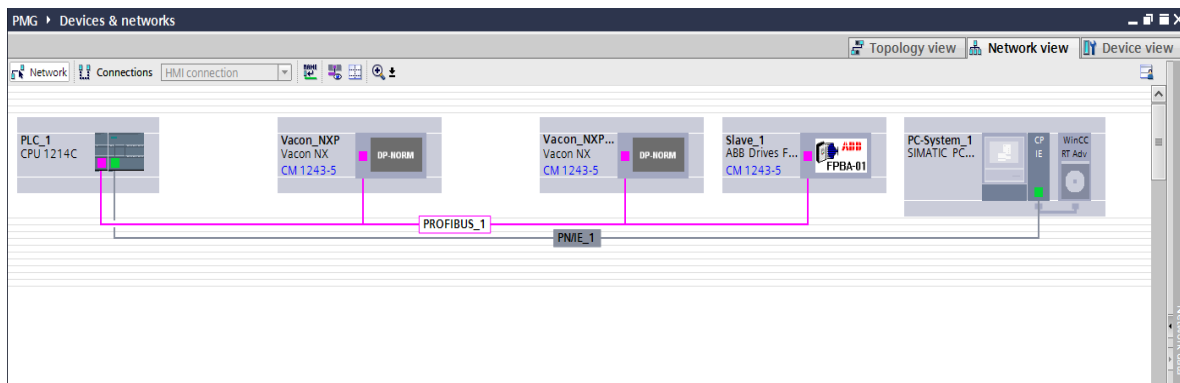 PMG ▸ Devices & networks
Topology view Network view Device view
Network Connections HMI connection
PLC_1
CPU 1214C
Vacon_NXP
Vacon NX
CM 1243-5
DP-NORM
Vacon_NXP...
Vacon NX
CM 1243-5
DP-NORM
Slave_1
ABB Drives F...
CM 1243-5
ABB
FPBA-01
PC-System_1
SIMATIC PC...
CP
IE
WinCC
RT Adv
PROFIBUS_1
PN/IE_1